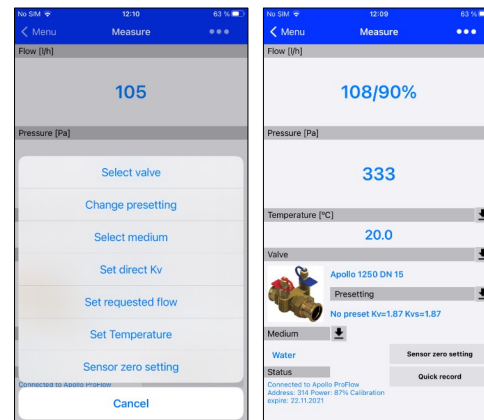 No SIM 12:10 63 %
Menu Measure
Flow [l/h]
105
Pressure [Pa]
Select valve
Change presetting
Select medium
Set direct Kv
Set requested flow
Set Temperature
Sensor zero setting
Connected to Apollo ProFlow
Cancel
No SIM 12:09 63 %
Menu Measure
Flow [l/h]
108/90%
Pressure [Pa]
333
Temperature [°C]
20.0
Valve
Apollo 1250 DN 15
Presetting
No preset Kv=1.87 Kvs=1.87
Medium
Water
Sensor zero setting
Status
Quick record
Connected to Apollo ProFlow
Address: 314 Power: 87% Calibration
expire: 22.11.2021